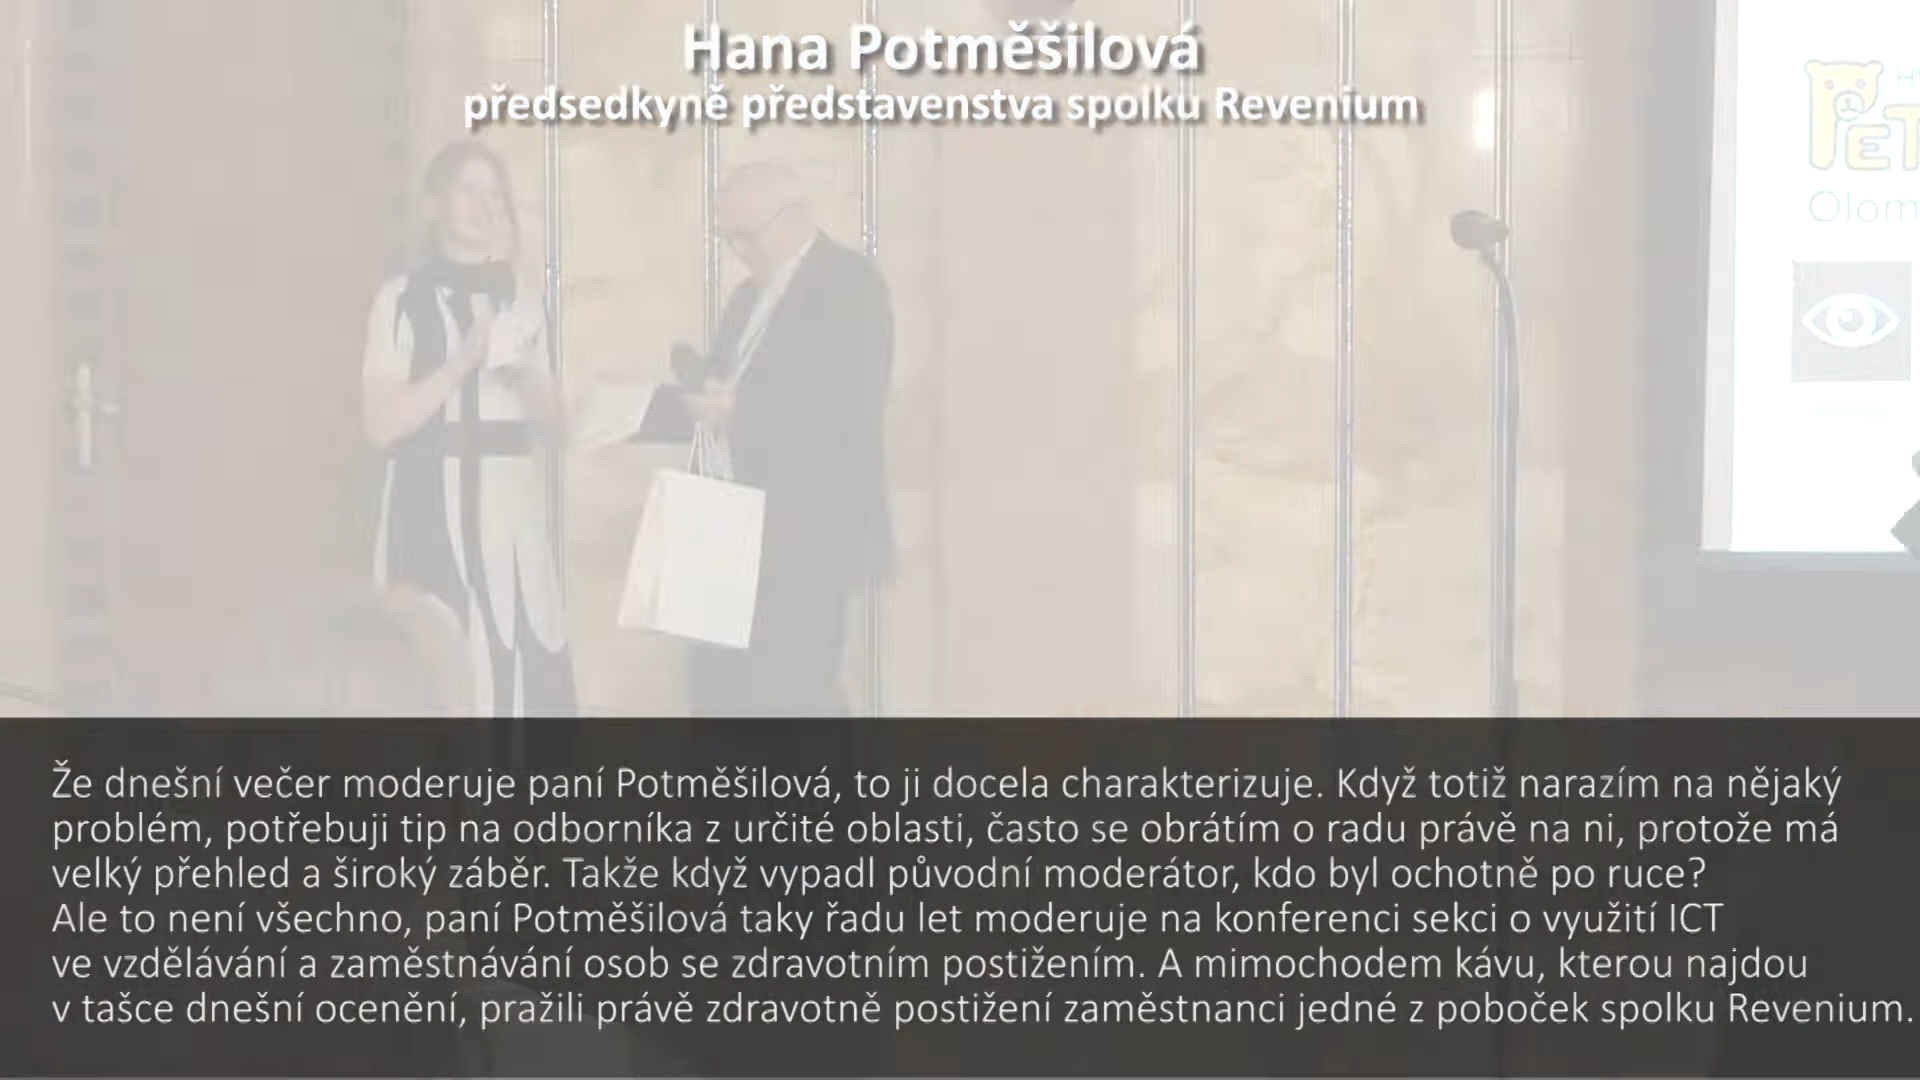 Hana Potměšilová
předsedkyně představenstva spolku Revenium
PET
Olom
Že dnešní večer moderuje paní Potměšilová, to ji docela charakterizuje. Když totiž narazím na nějaký
problém, potřebuji tip na odborníka z určité oblasti, často se obrátím o radu právě na ni, protože má
velký přehled a široký záběr. Takže když vypadl původní moderátor, kdo byl ochotně po ruce?
Ale to není všechno, paní Potměšilová taky řadu let moderuje na konferenci sekci o využití ICT
ve vzdělávání a zaměstnávání osob se zdravotním postižením. A mimochodem kávu, kterou najdou
v tašce dnešní ocenění, pražili právě zdravotně postižení zaměstnanci jedné z poboček spolku Revenium.